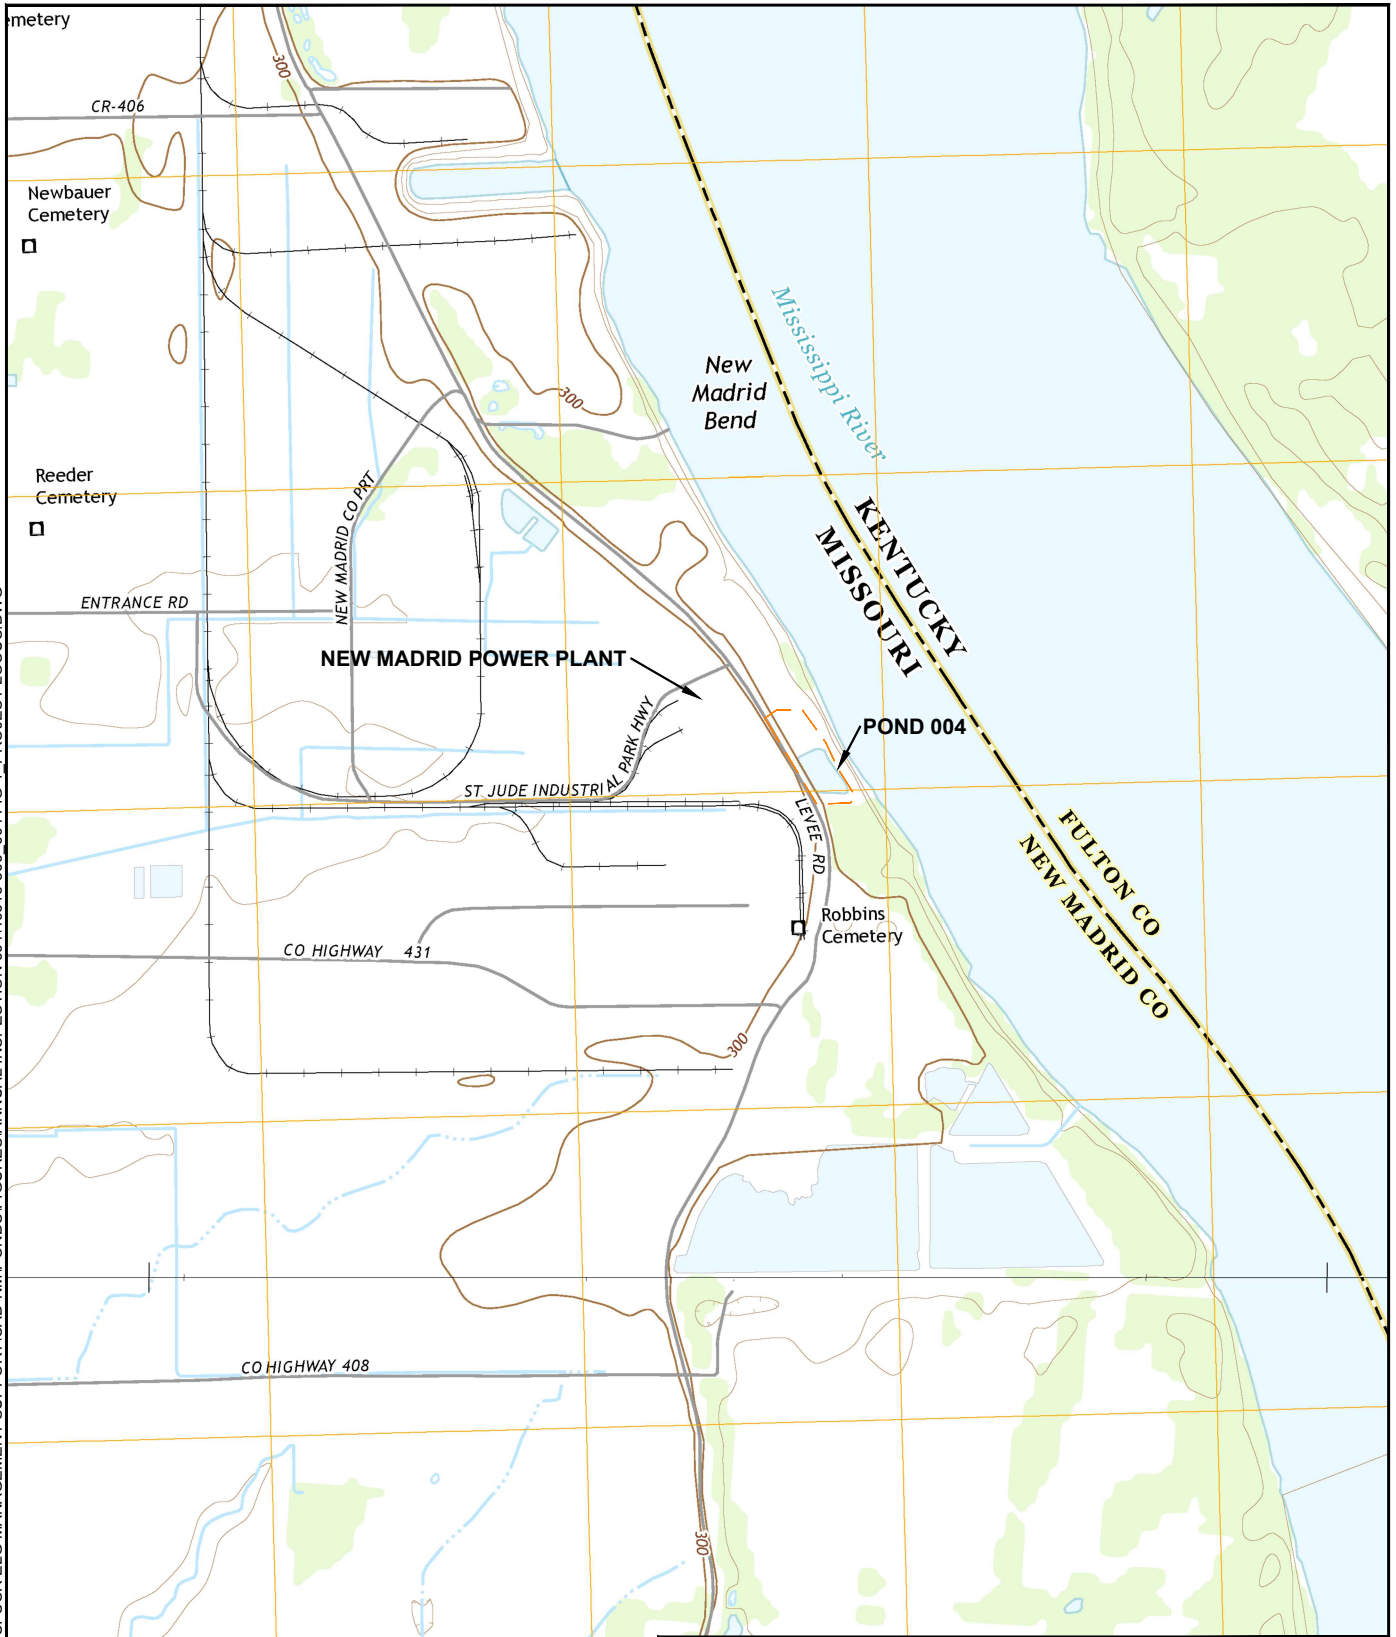 emetery
300
CR-406
Newbauer
Cemetery
Mississippi River
New
Madrid
Bend
300
Reeder
Cemetery
NEW MADRID CO PRT
KENTUCKY
MISSOURI
ENTRANCE RD
NEW MADRID POWER PLANT
POND 004
ST JUDE INDUSTRIAL PARK HWY
LEVEE RD
FULTON CO
NEW MADRID CO
Robbins
Cemetery
CO HIGHWAY 431
300
CO HIGHWAY 408
300